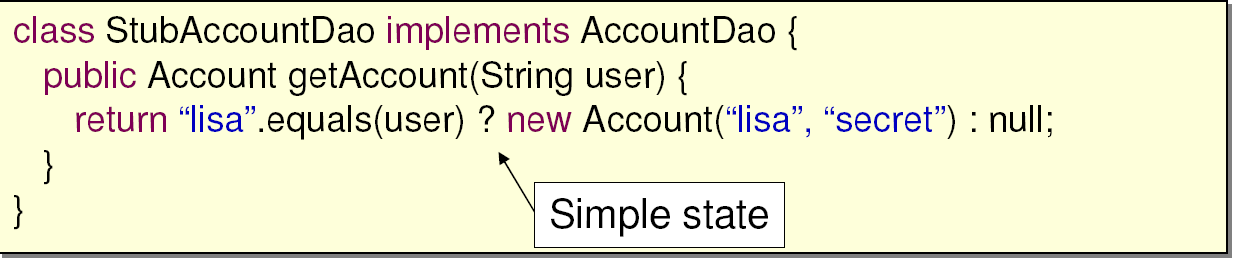 class StubAccountDao implements AccountDao {
public Account getAccount(String user) {
return “lisa”.equals(user) ? new Account(“lisa”, “secret”) : null;
}
}
Simple state